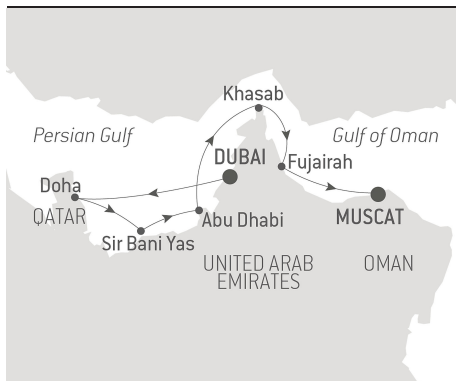 Khasab
Persian Gulf
Gulf of Oman
DUBAI
Fujairah
Doha
QATAR
Abu Dhabi
MUSCAT
Sir Bani Yas
UNITED ARAB
EMIRATES
OMAN